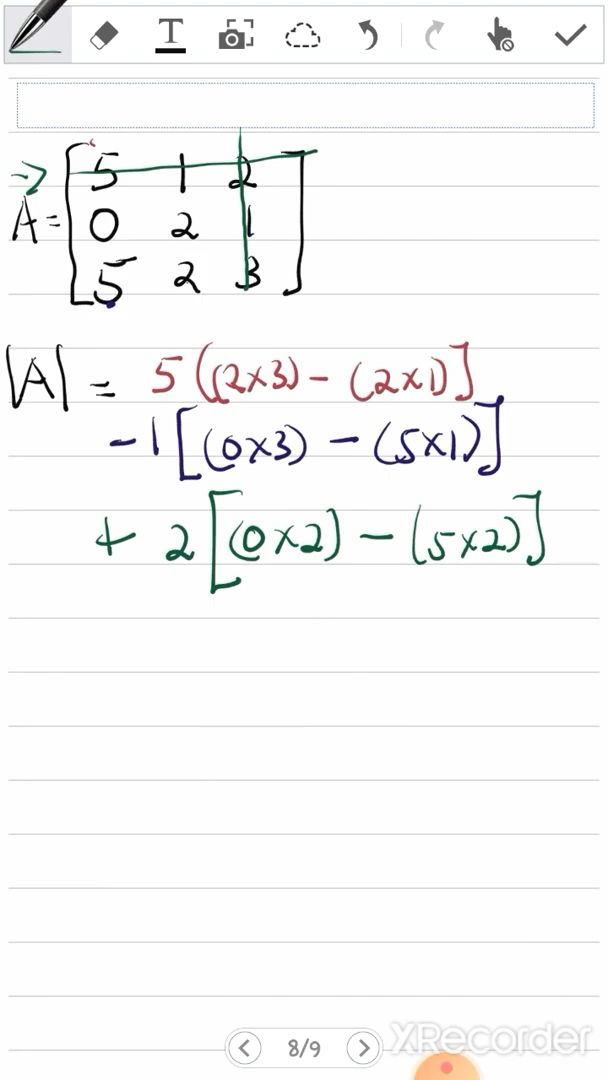 T
A = [5 1 2
0 2 1
5 2 3]
|A| = 5 ((2×3) - (2×1)]
-1 [(0×3) - (5×1)]
+ 2 [(0×2) - (5×2)]
8/9
XRecorder